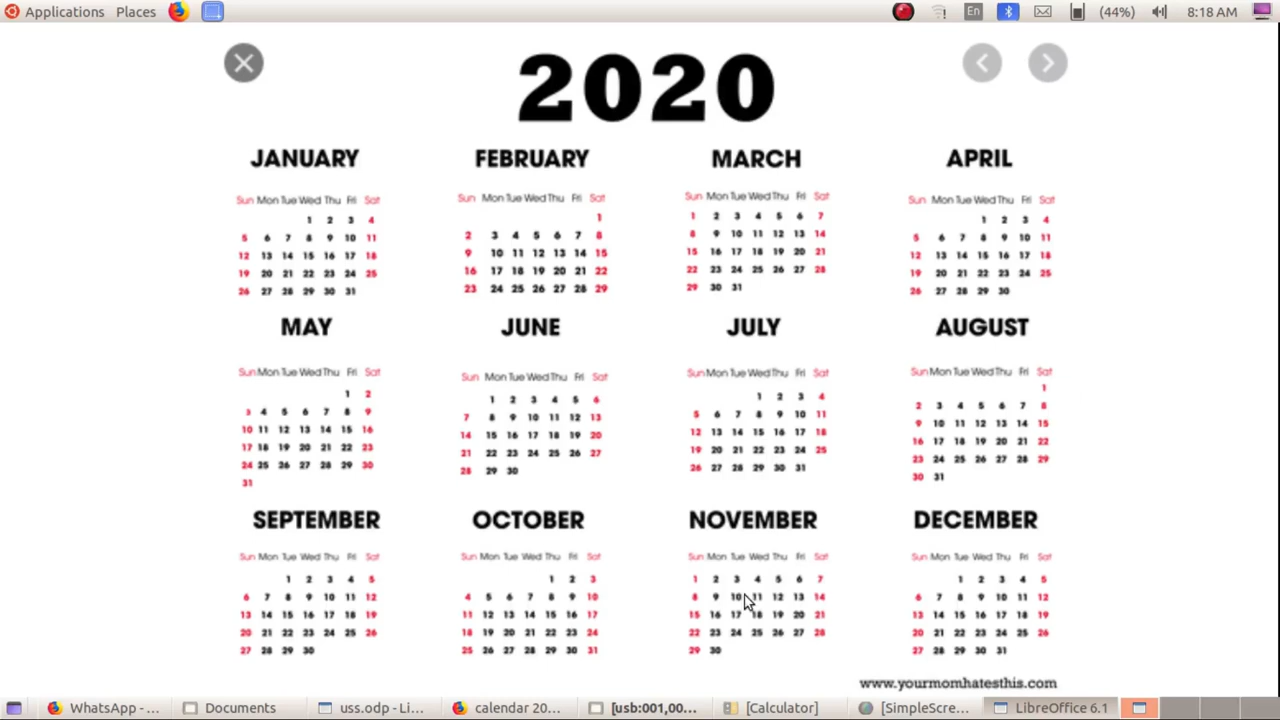 Applications Places En (44%) 8:18 AM
2020
JANUARY
Sun Mon Tue Wed Thu Fri Sat
1 2 3 4
5 6 7 8 9 10 11
12 13 14 15 16 17 18
19 20 21 22 23 24 25
26 27 28 29 30 31
FEBRUARY
Sun Mon Tue Wed Thu Fri Sat
1
2 3 4 5 6 7 8
9 10 11 12 13 14 15
16 17 18 19 20 21 22
23 24 25 26 27 28 29
MARCH
Sun Mon Tue Wed Thu Fri Sat
1 2 3 4 5 6 7
8 9 10 11 12 13 14
15 16 17 18 19 20 21
22 23 24 25 26 27 28
29 30 31
APRIL
Sun Mon Tue Wed Thu Fri Sat
1 2 3 4
5 6 7 8 9 10 11
12 13 14 15 16 17 18
19 20 21 22 23 24 25
26 27 28 29 30
MAY
Sun Mon Tue Wed Thu Fri Sat
1 2
3 4 5 6 7 8 9
10 11 12 13 14 15 16
17 18 19 20 21 22 23
24 25 26 27 28 29 30
31
JUNE
Sun Mon Tue Wed Thu Fri Sat
1 2 3 4 5 6
7 8 9 10 11 12 13
14 15 16 17 18 19 20
21 22 23 24 25 26 27
28 29 30
JULY
Sun Mon Tue Wed Thu Fri Sat
1 2 3 4
5 6 7 8 9 10 11
12 13 14 15 16 17 18
19 20 21 22 23 24 25
26 27 28 29 30 31
AUGUST
Sun Mon Tue Wed Thu Fri Sat
1
2 3 4 5 6 7 8
9 10 11 12 13 14 15
16 17 18 19 20 21 22
23 24 25 26 27 28 29
30 31
SEPTEMBER
Sun Mon Tue Wed Thu Fri Sat
1 2 3 4 5
6 7 8 9 10 11 12
13 14 15 16 17 18 19
20 21 22 23 24 25 26
27 28 29 30
OCTOBER
Sun Mon Tue Wed Thu Fri Sat
1 2 3
4 5 6 7 8 9 10
11 12 13 14 15 16 17
18 19 20 21 22 23 24
25 26 27 28 29 30 31
NOVEMBER
Sun Mon Tue Wed Thu Fri Sat
1 2 3 4 5 6 7
8 9 10 11 12 13 14
15 16 17 18 19 20 21
22 23 24 25 26 27 28
29 30
DECEMBER
Sun Mon Tue Wed Thu Fri Sat
1 2 3 4 5
6 7 8 9 10 11 12
13 14 15 16 17 18 19
20 21 22 23 24 25 26
27 28 29 30 31
www.yourmomhatesthis.com
WhatsApp - ... Documents uss.odp - Li... calendar 20... [usb:001,00... [Calculator] [SimpleScre... LibreOffice 6.1